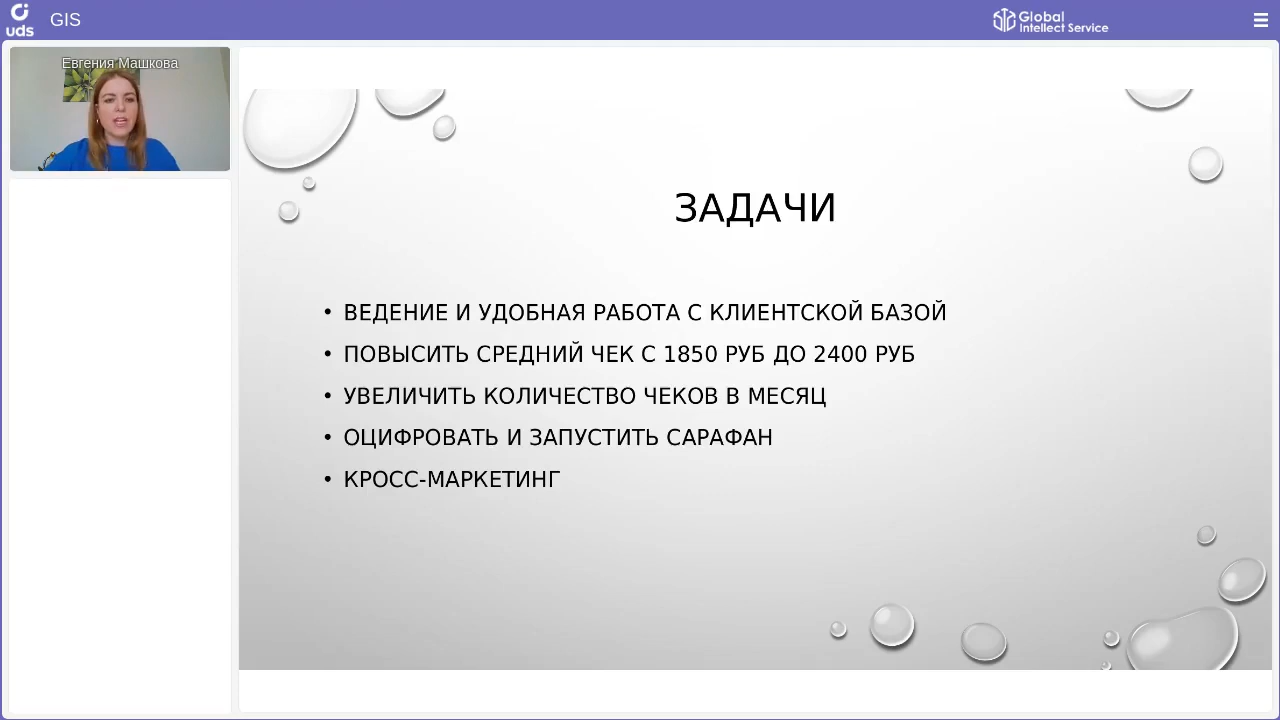 uds
GIS
Global
Intellect Service
Евгения Машкова
ЗАДАЧИ
• ВЕДЕНИЕ И УДОБНАЯ РАБОТА С КЛИЕНТСКОЙ БАЗОЙ
• ПОВЫСИТЬ СРЕДНИЙ ЧЕК С 1850 РУБ ДО 2400 РУБ
• УВЕЛИЧИТЬ КОЛИЧЕСТВО ЧЕКОВ В МЕСЯЦ
• ОЦИФРОВАТЬ И ЗАПУСТИТЬ САРАФАН
• КРОСС-МАРКЕТИНГ